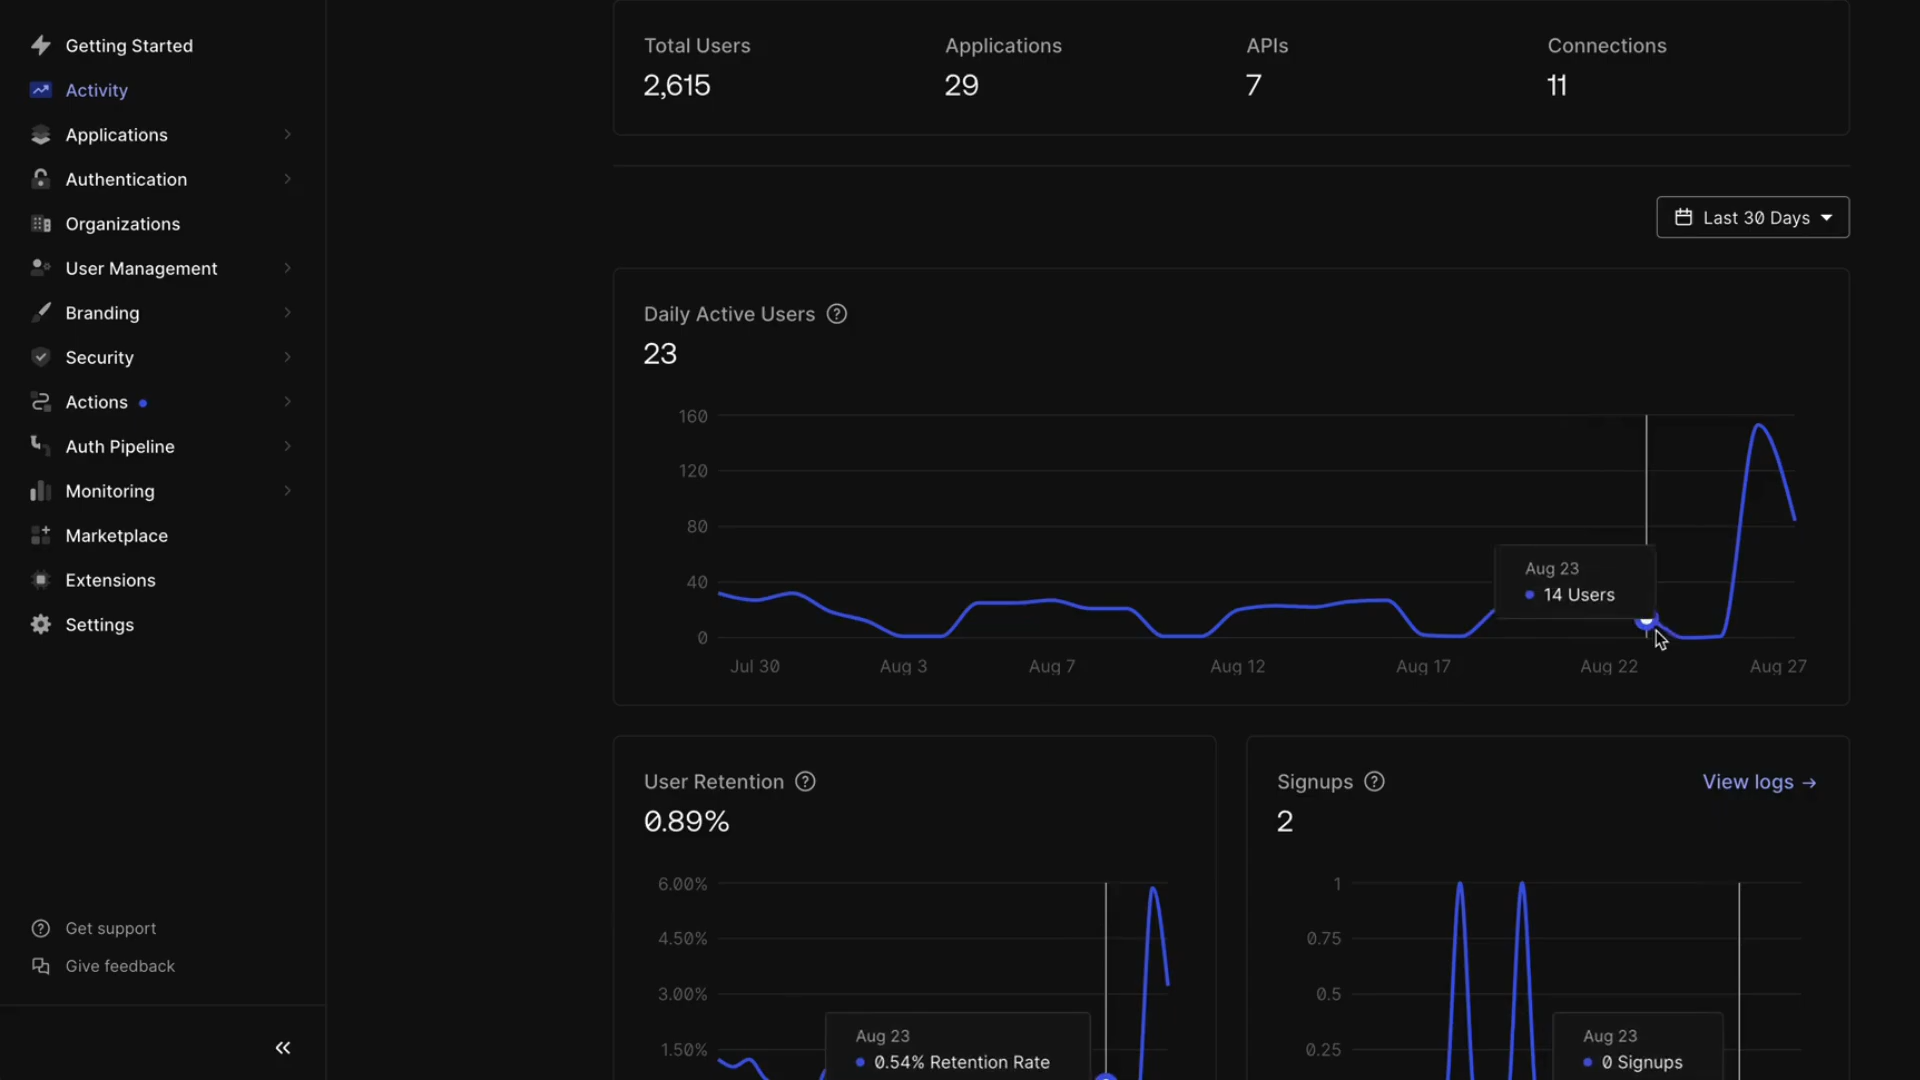 Getting Started
Activity
Applications
Authentication
Organizations
User Management
Branding
Security
Actions
Auth Pipeline
Monitoring
Marketplace
Extensions
Settings
Get support
Give feedback
Total Users
2,615
Applications
29
APIs
7
Connections
11
Last 30 Days
Daily Active Users
23
160
120
80
40
0
Aug 23
14 Users
Jul 30 Aug 3 Aug 7 Aug 12 Aug 17 Aug 22 Aug 27
User Retention
0.89%
6.00%
4.50%
3.00%
1.50%
Aug 23
0.54% Retention Rate
Signups
View logs →
2
1
0.75
0.5
0.25
Aug 23
0 Signups